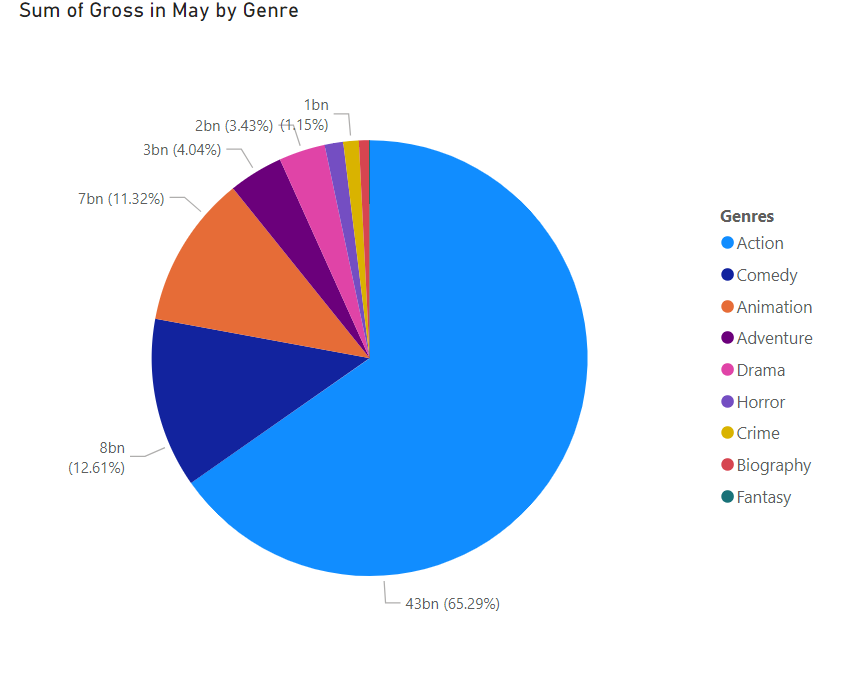 Sum of Gross in May by Genre
1bn
(1.15%)
2bn (3.43%)
3bn (4.04%)
7bn (11.32%)
8bn
(12.61%)
43bn (65.29%)
Genres
Action
Comedy
Animation
Adventure
Drama
Horror
Crime
Biography
Fantasy